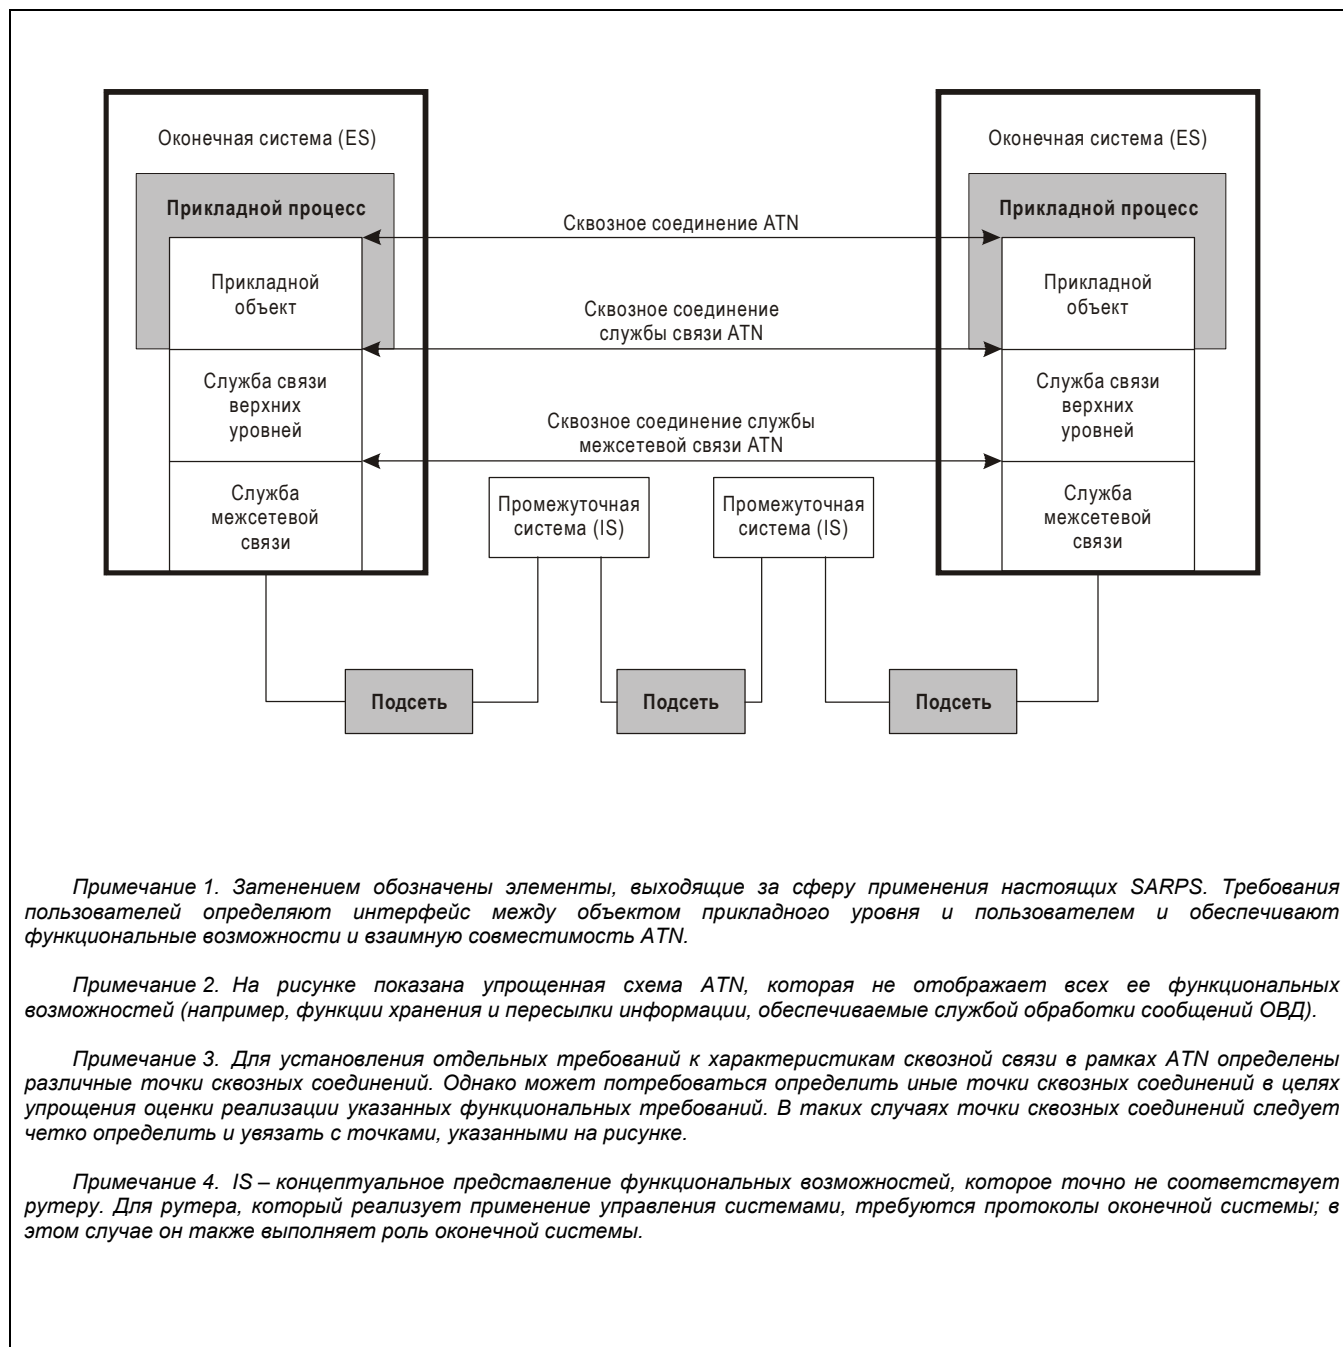 Оконечная система (ES)
Оконечная система (ES)
Прикладной процесс
Прикладной процесс
Сквозное соединение ATN
Прикладной
объект
Прикладной
объект
Сквозное соединение
службы связи ATN
Служба связи
верхних
уровней
Служба связи
верхних
уровней
Сквозное соединение службы
межсетевой связи ATN
Служба
межсетевой
связи
Промежуточная
система (IS)
Промежуточная
система (IS)
Служба
межсетевой
связи
Подсеть
Подсеть
Подсеть
Примечание 1. Затенением обозначены элементы, выходящие за сферу применения настоящих SARPS. Требования
пользователей определяют интерфейс между объектом прикладного уровня и пользователем и обеспечивают
функциональные возможности и взаимную совместимость ATN.
Примечание 2. На рисунке показана упрощенная схема ATN, которая не отображает всех ее функциональных
возможностей (например, функции хранения и пересылки информации, обеспечиваемые службой обработки сообщений ОВД).
Примечание 3. Для установления отдельных требований к характеристикам сквозной связи в рамках ATN определены
различные точки сквозных соединений. Однако может потребоваться определить иные точки сквозных соединений в целях
упрощения оценки реализации указанных функциональных требований. В таких случаях точки сквозных соединений следует
четко определить и увязать с точками, указанными на рисунке.
Примечание 4. IS – концептуальное представление функциональных возможностей, которое точно не соответствует
рутеру. Для рутера, который реализует применение управления системами, требуются протоколы оконечной системы; в
этом случае он также выполняет роль оконечной системы.